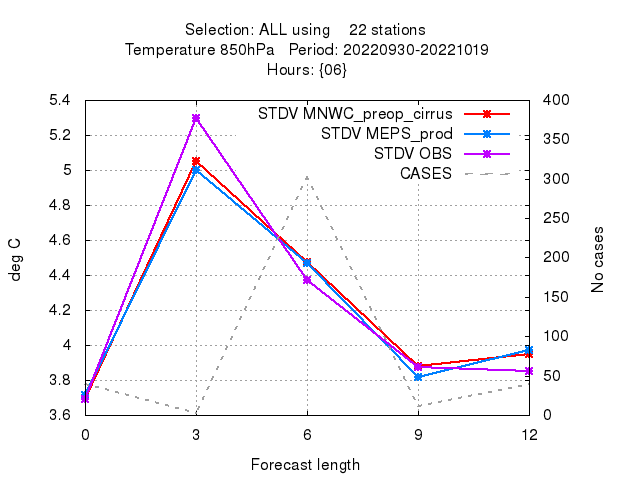 Selection: ALL using 22 stations
Temperature 850hPa Period: 20220930-20221019
Hours: {06}
STDV MNWC_preop_cirrus
STDV MEPS_prod
STDV OBS
CASES
deg C
5.4
5.2
5
4.8
4.6
4.4
4.2
4
3.8
3.6
400
350
300
250
200
150
100
50
0
No cases
0 3 6 9 12
Forecast length